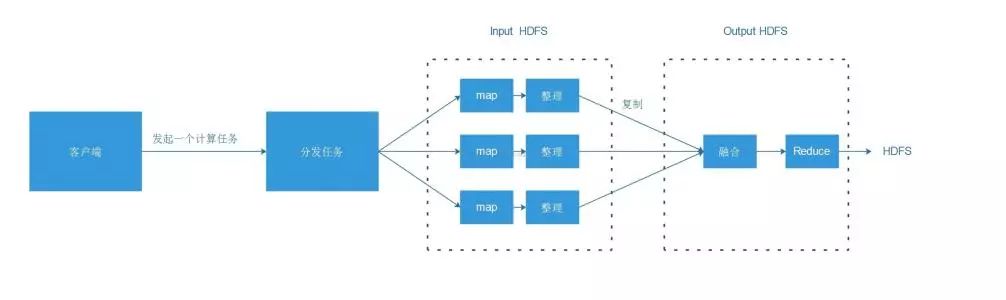 Input HDFS
Output HDFS
客户端
发起一个计算任务
分发任务
map
整理
map
整理
map
整理
复制
融合
Reduce
HDFS